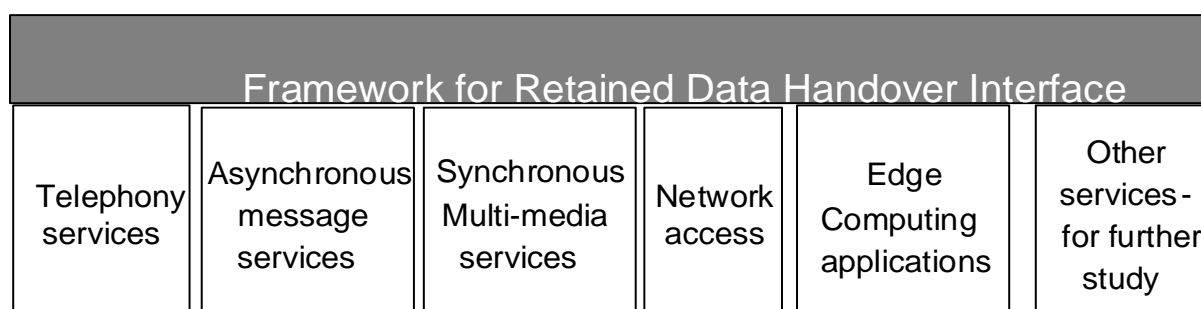 Framework for Retained Data Handover Interface
Telephony
services
Asynchronous
message
services
Synchronous
Multi-media
services
Network
access
Edge
Computing
applications
Other
services-
for further
study